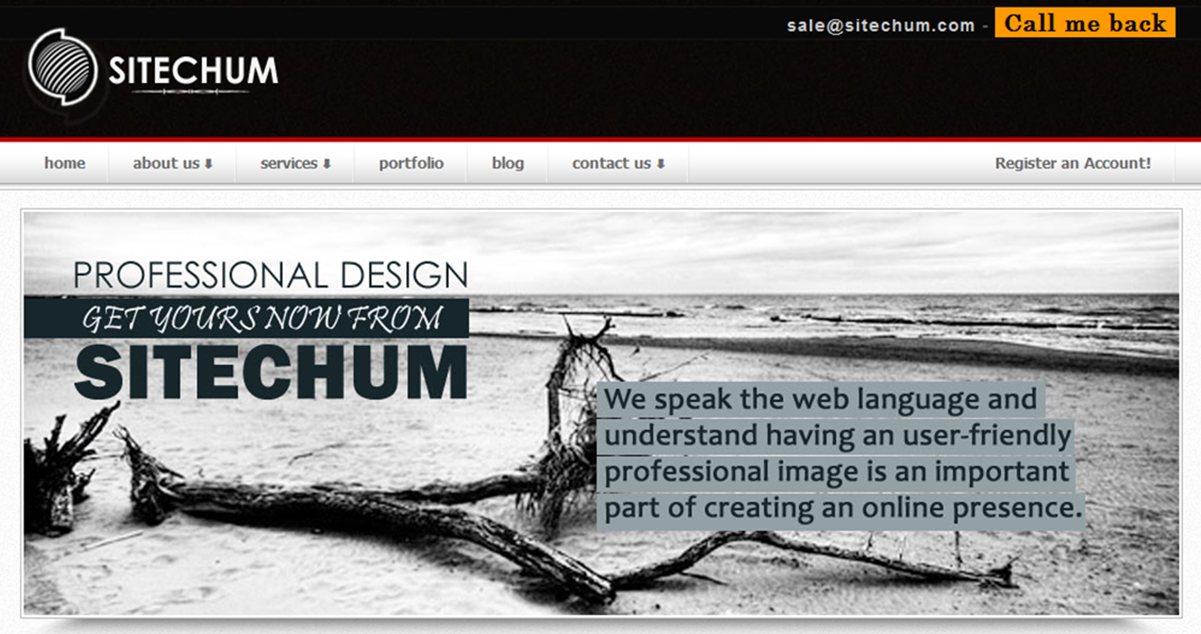 sale@sitechum.com - Call me back
SITECHUM
home about us services portfolio blog contact us Register an Account!
PROFESSIONAL DESIGN
GET YOURS NOW FROM
SITECHUM
We speak the web language and
understand having an user-friendly
professional image is an important
part of creating an online presence.